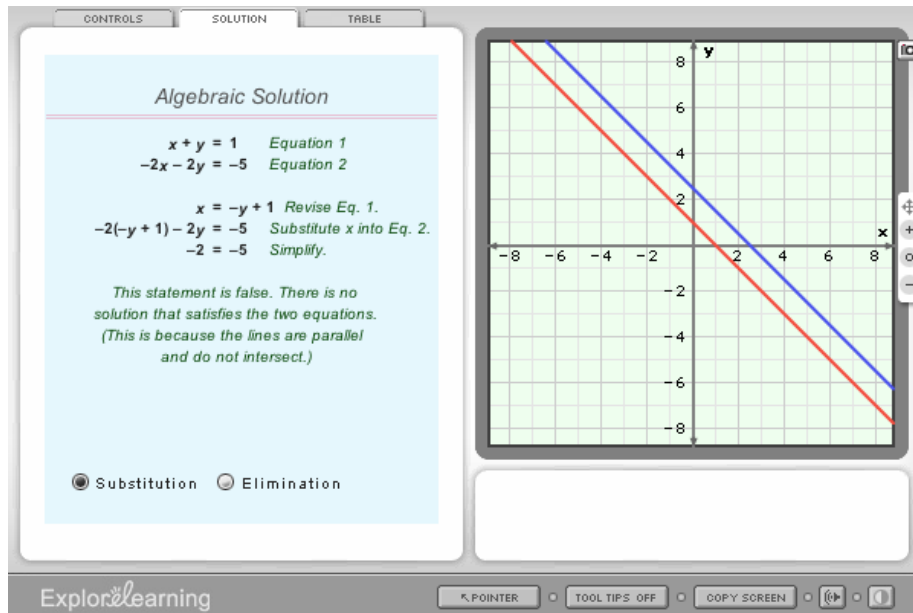 CONTROLS SOLUTION TABLE
Algebraic Solution
x + y = 1 Equation 1
−2x − 2y = −5 Equation 2
x = −y + 1 Revise Eq. 1.
−2(−y + 1) − 2y = −5 Substitute x into Eq. 2.
−2 = −5 Simplify.
This statement is false. There is no
solution that satisfies the two equations.
(This is because the lines are parallel
and do not intersect.)
Substitution Elimination
y
8
6
4
2
x
−8 −6 −4 −2 2 4 6 8
−2
−4
−6
−8
+
−
ExploreLearning
POINTER TOOL TIPS OFF COPY SCREEN